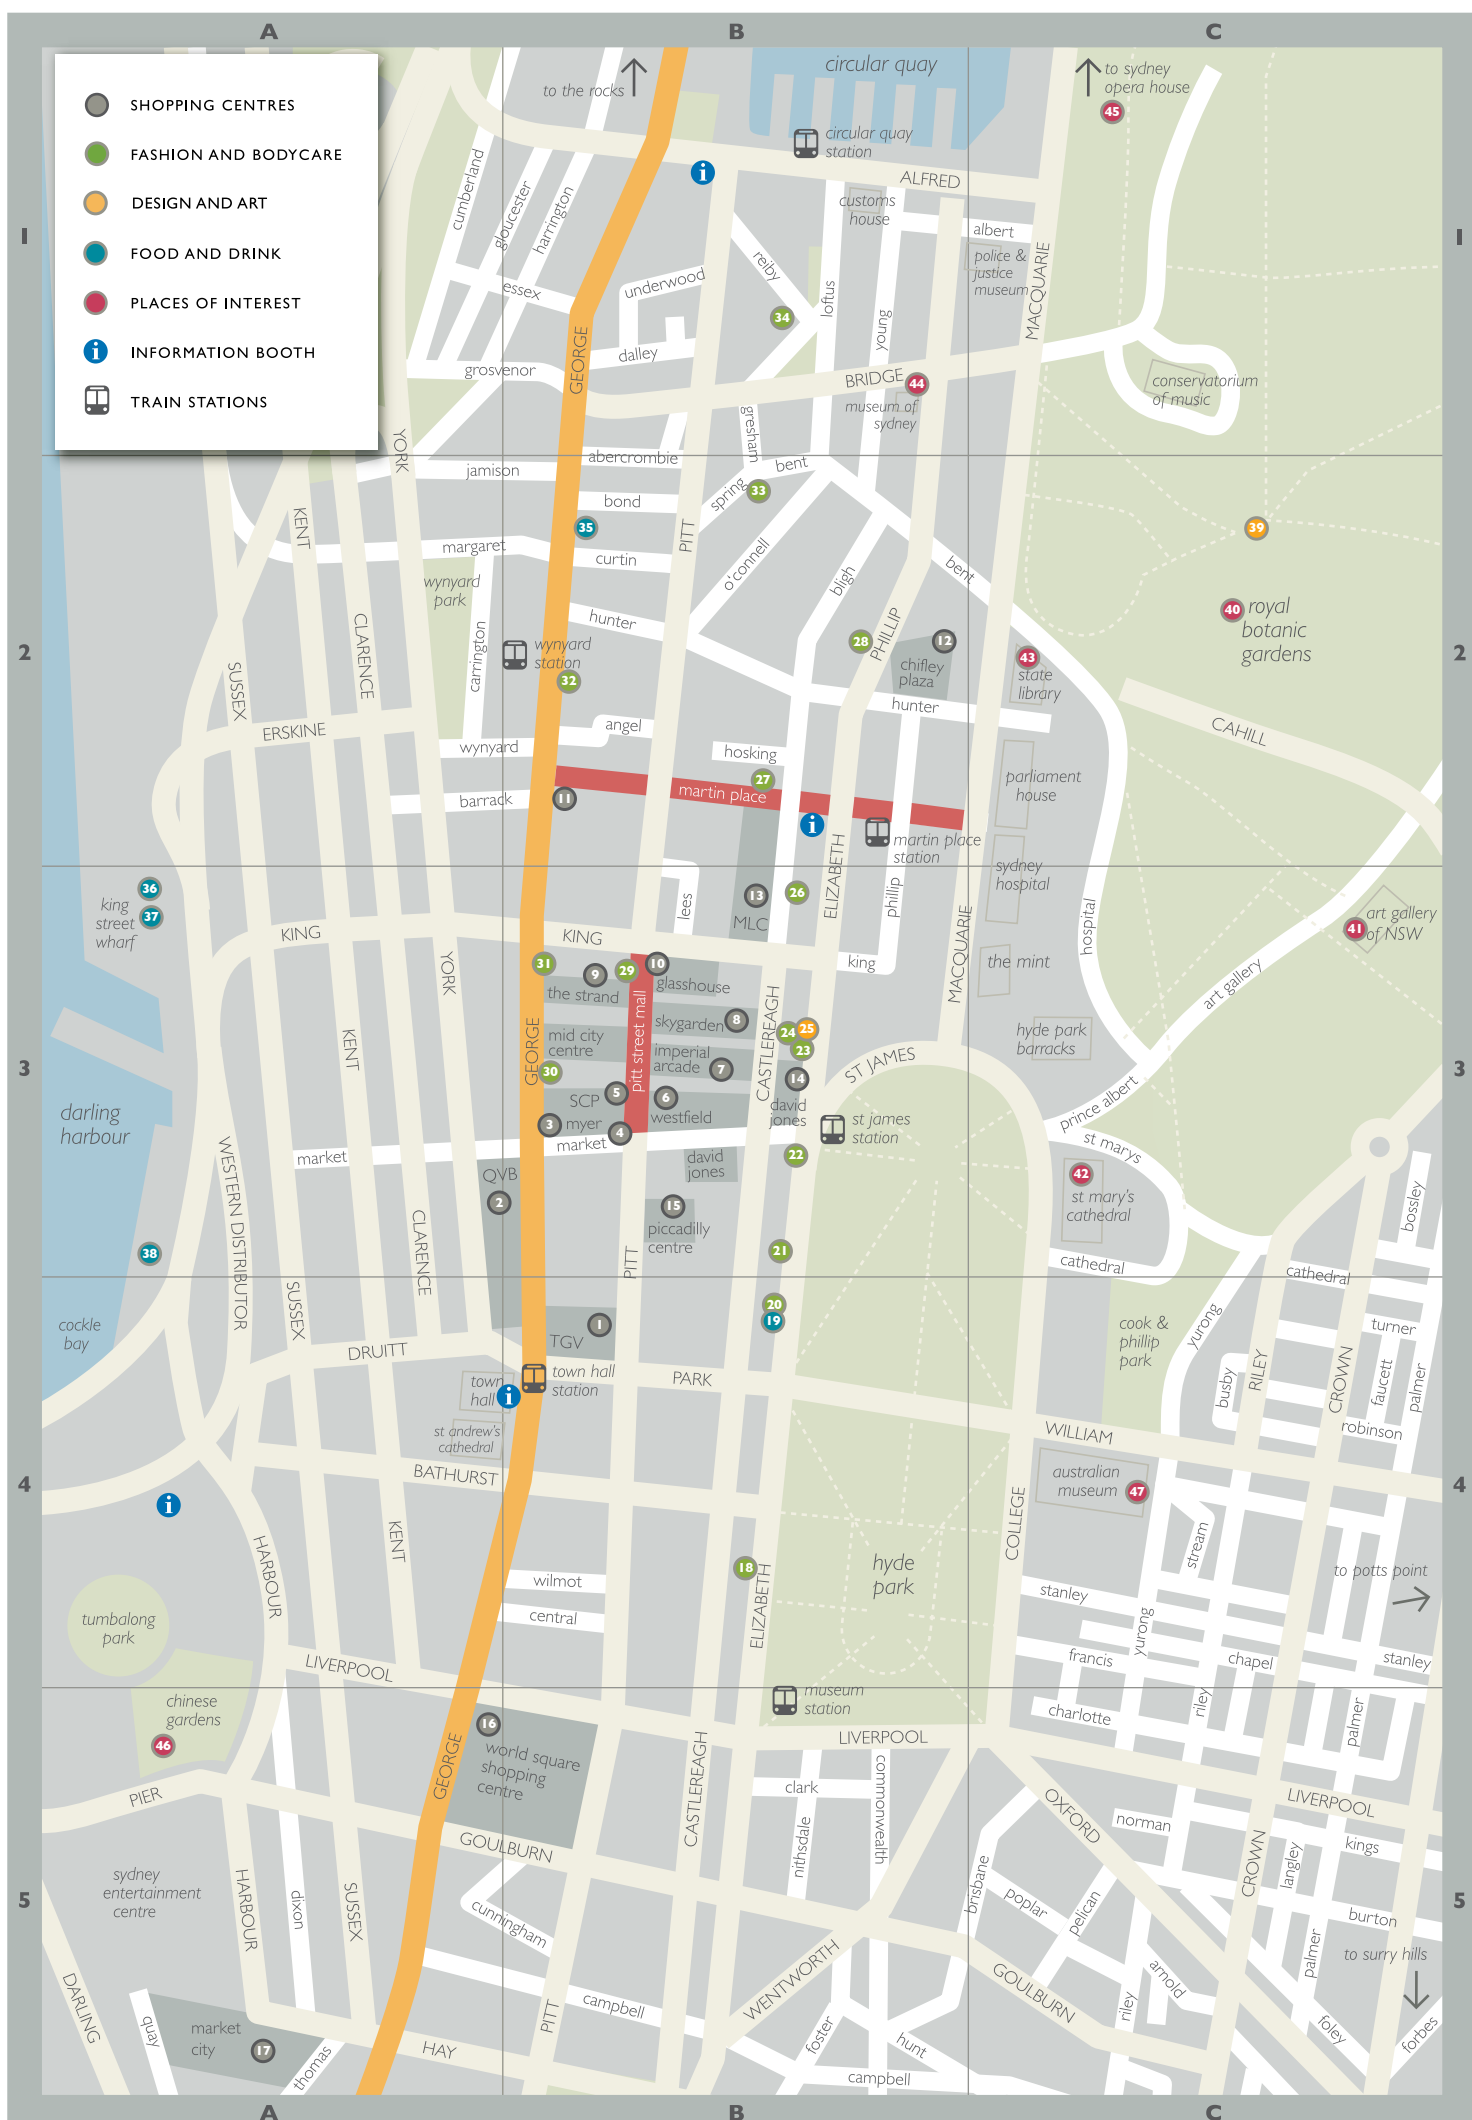 A
B
C
SHOPPING CENTRES
FASHION AND BODYCARE
DESIGN AND ART
FOOD AND DRINK
PLACES OF INTEREST
i INFORMATION BOOTH
TRAIN STATIONS
to the rocks
circular quay
circular quay
station
to sydney
opera house
45
i
ALFRED
customs
house
albert
police &
justice
museum
MACQUARIE
cumberland
gloucester
harrington
essex
underwood
reiby
loftus
young
1
1
34
GEORGE
dalley
grosvenor
BRIDGE
44
museum of
sydney
conservatorium
of music
gresham
YORK
abercrombie
jamison
bent
spring
33
bond
KENT
35
PITT
39
margaret
curtin
o'connell
bligh
bent
wynyard
park
hunter
CLARENCE
PHILLIP
40
royal
botanic
gardens
28
12
chifley
plaza
43
state
library
2
2
wynyard
station
carrington
32
SUSSEX
hunter
angel
ERSKINE
wynyard
hosking
CAHILL
27
martin place
barrack
11
parliament
house
i
martin place
station
ELIZABETH
sydney
hospital
36
king
street
wharf
37
13
MLC
26
lees
phillip
MACQUARIE
hospital
41
art gallery
of NSW
KING
KING
king
the mint
YORK
31
9
the strand
29
10
glasshouse
art gallery
pitt street mall
skygarden
8
CASTLEREAGH
24
25
23
hyde park
barracks
KENT
GEORGE
mid city
centre
imperial
arcade
7
ST JAMES
3
3
30
14
david
jones
SCP
5
6
westfield
prince albert
darling
harbour
3
myer
4
st james
station
market
market
st marys
WESTERN DISTRIBUTOR
QVB
2
david
jones
22
42
st mary's
cathedral
bossley
15
piccadilly
centre
CLARENCE
38
PITT
21
cathedral
cathedral
SUSSEX
20
19
cockle
bay
TGV
1
cook &
phillip
park
yurong
turner
DRUITT
town
hall
i
town hall
station
PARK
busby
RILEY
CROWN
faucett
palmer
st andrew's
cathedral
WILLIAM
robinson
BATHURST
australian
museum
47
4
4
i
HARBOUR
KENT
COLLEGE
stream
18
hyde
park
to potts point
wilmot
central
ELIZABETH
stanley
tumbalong
park
yurong
francis
chapel
stanley
LIVERPOOL
museum
station
chinese
gardens
46
charlotte
riley
palmer
16
world square
shopping
centre
LIVERPOOL
GEORGE
CASTLEREAGH
clark
commonwealth
PIER
OXFORD
LIVERPOOL
norman
kings
GOULBURN
nithsdale
sydney
entertainment
centre
HARBOUR
dixon
SUSSEX
brisbane
poplar
pelican
CROWN
langley
5
5
cunningham
burton
WENTWORTH
to surry hills
palmer
GOULBURN
arnold
DARLING
quay
market
city
17
thomas
campbell
PITT
HAY
foster
hunt
campbell
riley
foley
forbes
A
B
C